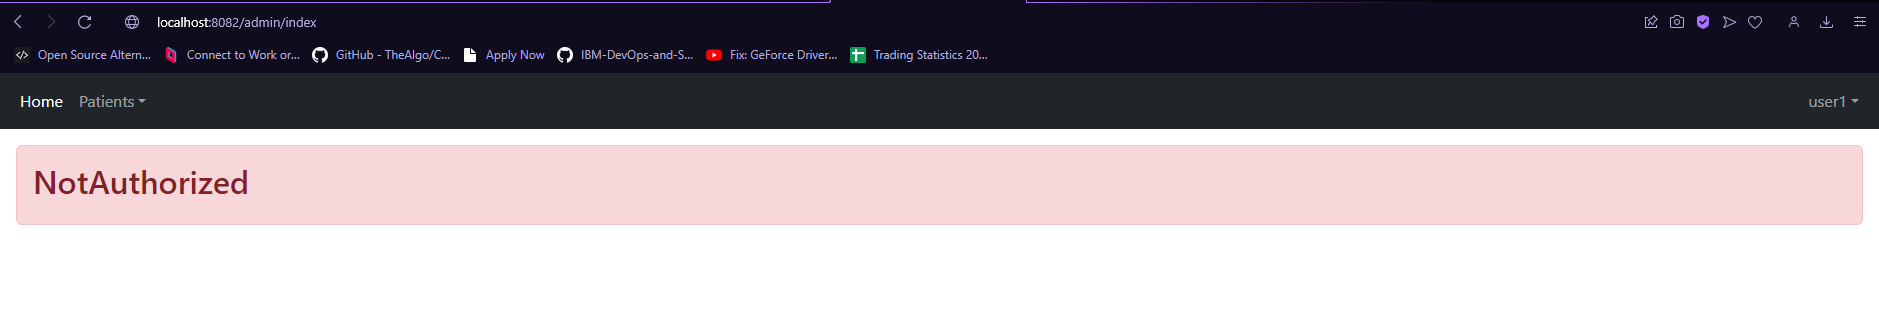 localhost:8082/admin/index
Open Source Altern... Connect to Work or... GitHub - TheAlgo/C... Apply Now IBM-DevOps-and-S... Fix: GeForce Driver... Trading Statistics 20...
Home Patients user1
NotAuthorized